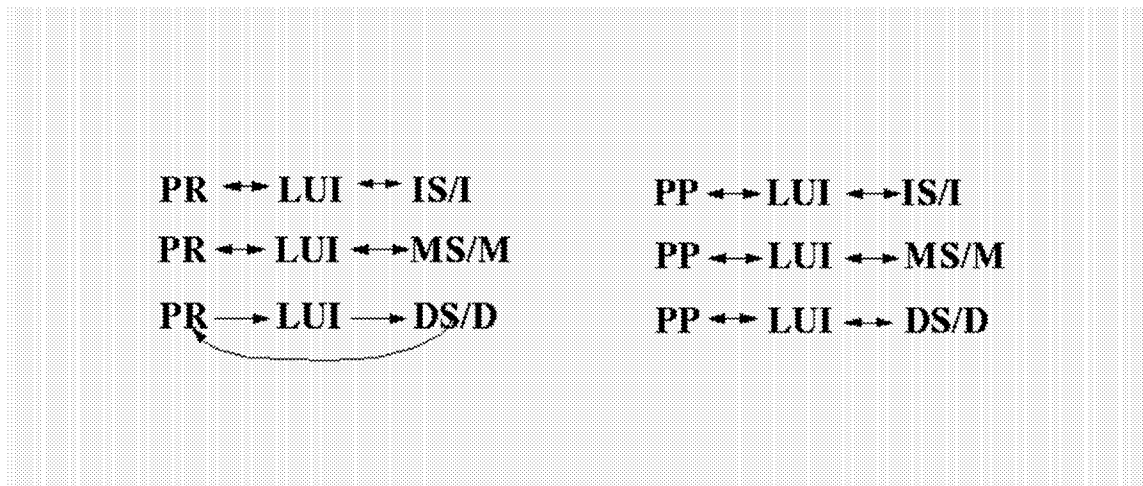 PR ↔ LUI ↔ IS/I
PR ↔ LUI ↔ MS/M
PR → LUI → DS/D
PP ↔ LUI ↔ IS/I
PP ↔ LUI ↔ MS/M
PP ↔ LUI ↔ DS/D